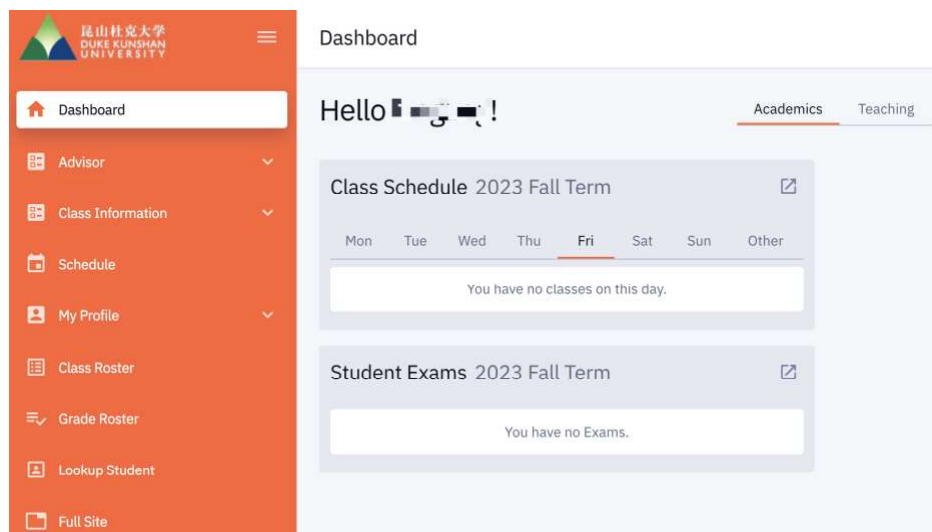 昆山杜克大学
DUKE KUNSHAN
UNIVERSITY
Dashboard
Advisor
Class Information
Schedule
My Profile
Class Roster
Grade Roster
Lookup Student
Full Site
Dashboard
Hello !
Academics Teaching
Class Schedule 2023 Fall Term
Mon Tue Wed Thu Fri Sat Sun Other
You have no classes on this day.
Student Exams 2023 Fall Term
You have no Exams.